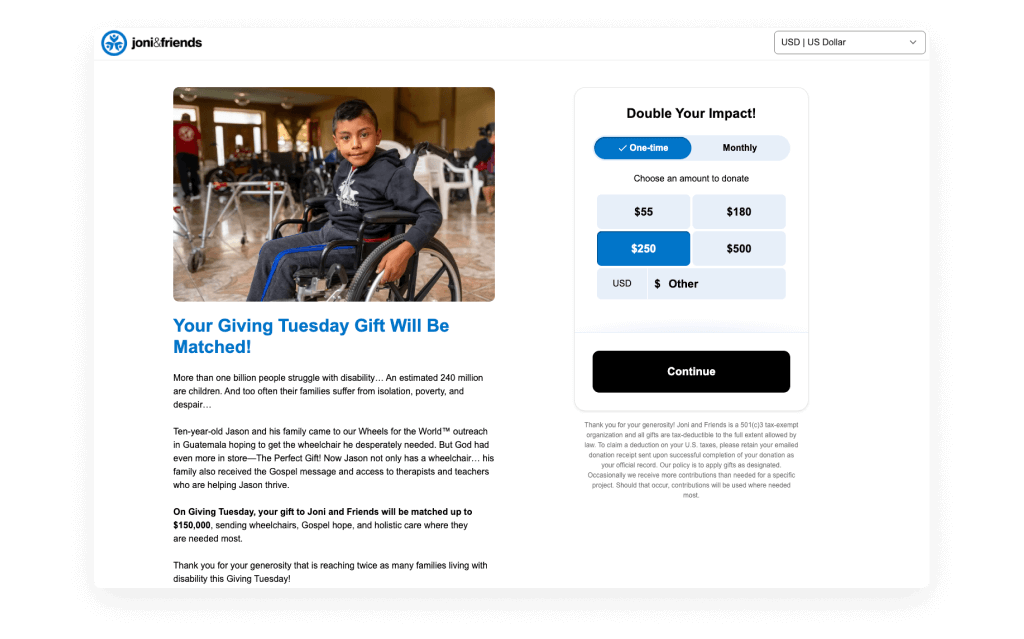 joni&friends
USD | US Dollar
Your Giving Tuesday Gift Will Be
Matched!
More than one billion people struggle with disability… An estimated 240 million
are children. And too often their families suffer from isolation, poverty, and
despair…
Ten-year-old Jason and his family came to our Wheels for the World™ outreach
in Guatemala hoping to get the wheelchair he desperately needed. But God had
even more in store—The Perfect Gift! Now Jason not only has a wheelchair… his
family also received the Gospel message and access to therapists and teachers
who are helping Jason thrive.
On Giving Tuesday, your gift to Joni and Friends will be matched up to
$150,000, sending wheelchairs, Gospel hope, and holistic care where they
are needed most.
Thank you for your generosity that is reaching twice as many families living with
disability this Giving Tuesday!
Double Your Impact!
One-time Monthly
Choose an amount to donate
$55 $180
$250 $500
USD $ Other
Continue
Thank you for your generosity! Joni and Friends is a 501(c)3 tax-exempt
organization and all gifts are tax-deductible to the full extent allowed by
law. To claim a deduction on your U.S. taxes, please retain your emailed
donation receipt sent upon successful completion of your donation as
your official record. Our policy is to apply gifts as designated.
Occasionally we receive more contributions than needed for a specific
project. Should that occur, contributions will be used where needed
most.